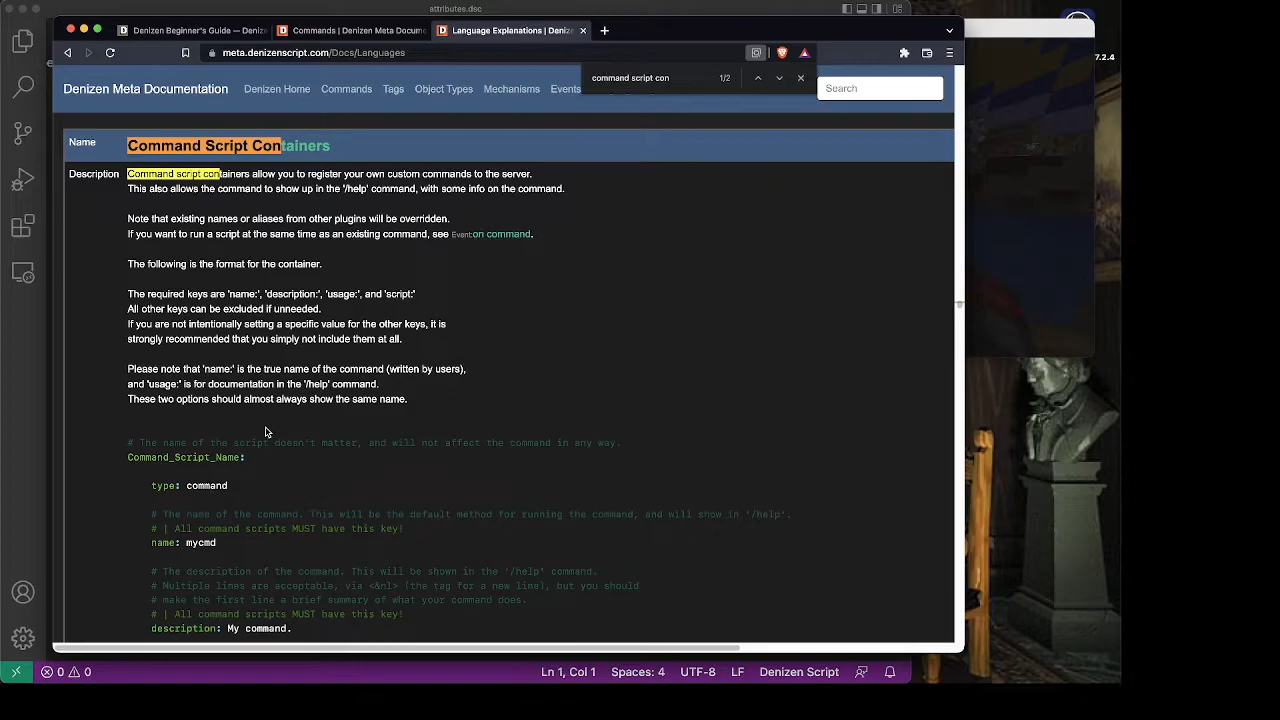 attributes.dsc
Denizen Beginner's Guide — Denize
Commands | Denizen Meta Docume
Language Explanations | Deniz
meta.denizenscript.com/Docs/Languages
command script con
1/2
7.2.4
Denizen Meta Documentation
Denizen Home
Commands
Tags
Object Types
Mechanisms
Events
Search
Name
Command Script Containers
Description
Command script containers allow you to register your own custom commands to the server.
This also allows the command to show up in the '/help' command, with some info on the command.
Note that existing names or aliases from other plugins will be overridden.
If you want to run a script at the same time as an existing command, see Event:on command.
The following is the format for the container.
The required keys are 'name:', 'description:', 'usage:', and 'script:'
All other keys can be excluded if unneeded.
If you are not intentionally setting a specific value for the other keys, it is
strongly recommended that you simply not include them at all.
Please note that 'name:' is the true name of the command (written by users),
and 'usage:' is for documentation in the '/help' command.
These two options should almost always show the same name.
# The name of the script doesn't matter, and will not affect the command in any way.
Command_Script_Name:
type: command
# The name of the command. This will be the default method for running the command, and will show in '/help'.
# | All command scripts MUST have this key!
name: mycmd
# The description of the command. This will be shown in the '/help' command.
# Multiple lines are acceptable, via <&nl> (the tag for a new line), but you should
# make the first line a brief summary of what your command does.
# | All command scripts MUST have this key!
description: My command.
0 0
Ln 1, Col 1
Spaces: 4
UTF-8
LF
Denizen Script